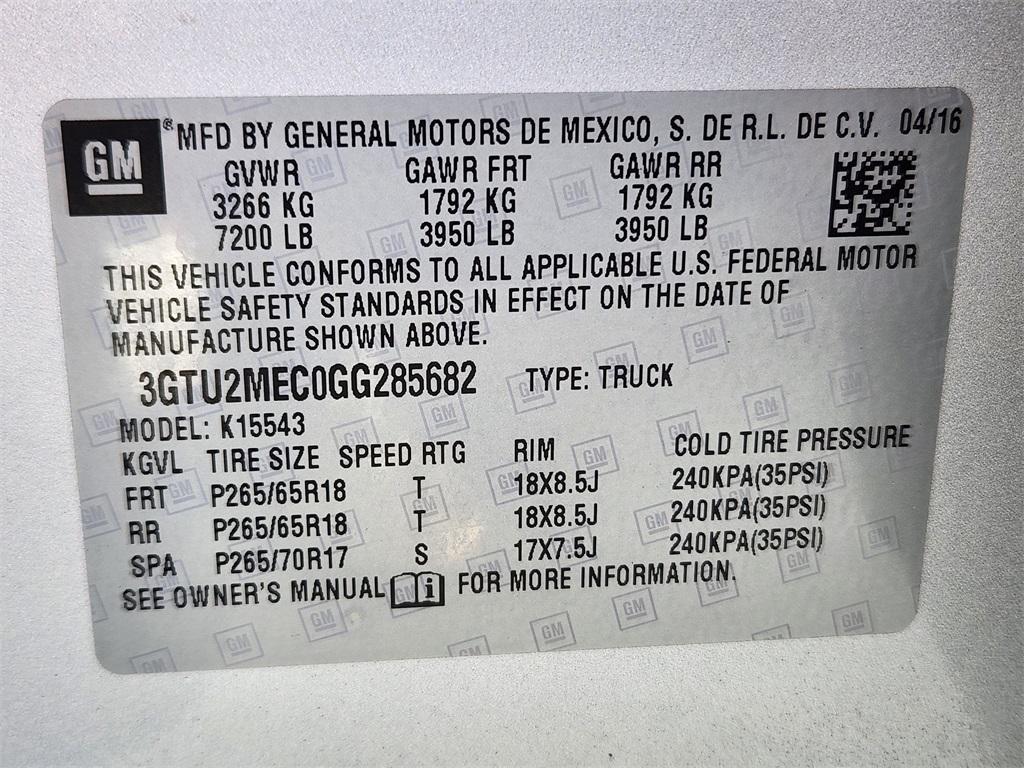 GM ® MFD BY GENERAL MOTORS DE MEXICO, S. DE R.L. DE C.V. 04/16
GVWR GAWR FRT GAWR RR
3266 KG 1792 KG 1792 KG
7200 LB 3950 LB 3950 LB
THIS VEHICLE CONFORMS TO ALL APPLICABLE U.S. FEDERAL MOTOR
VEHICLE SAFETY STANDARDS IN EFFECT ON THE DATE OF
MANUFACTURE SHOWN ABOVE.
3GTU2MEC0GG285682 TYPE: TRUCK
MODEL: K15543
KGVL TIRE SIZE SPEED RTG RIM COLD TIRE PRESSURE
FRT P265/65R18 T 18X8.5J 240KPA(35PSI)
RR P265/65R18 T 18X8.5J 240KPA(35PSI)
SPA P265/70R17 S 17X7.5J 240KPA(35PSI)
SEE OWNER'S MANUAL i FOR MORE INFORMATION.